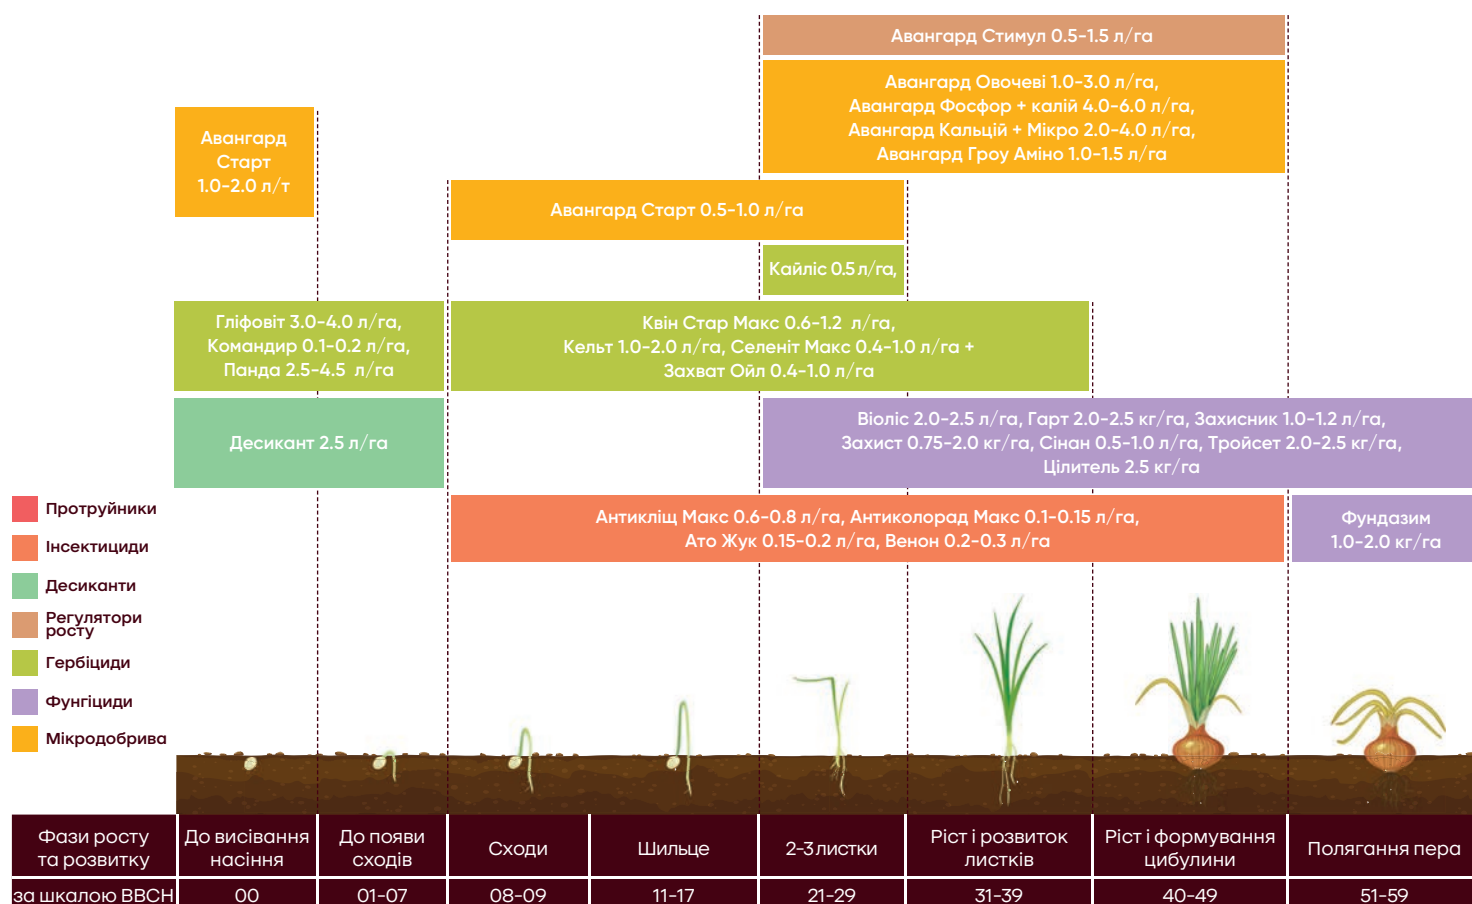 Авангард Стимул 0.5-1.5 л/га
Авангард Овочеві 1.0-3.0 л/га,
Авангард Фосфор + калій 4.0-6.0 л/га,
Авангард Кальцій + Мікро 2.0-4.0 л/га,
Авангард Гроу Аміно 1.0-1.5 л/га
Авангард
Старт
1.0-2.0 л/т
Авангард Старт 0.5-1.0 л/га
Кайліс 0.5 л/га,
Гліфовіт 3.0-4.0 л/га,
Командир 0.1-0.2 л/га,
Панда 2.5-4.5 л/га
Квін Стар Макс 0.6-1.2 л/га,
Кельт 1.0-2.0 л/га, Селеніт Макс 0.4-1.0 л/га +
Захват Ойл 0.4-1.0 л/га
Десикант 2.5 л/га
Віоліс 2.0-2.5 л/га, Гарт 2.0-2.5 кг/га, Захисник 1.0-1.2 л/га,
Захист 0.75-2.0 кг/га, Сінан 0.5-1.0 л/га, Тройсет 2.0-2.5 кг/га,
Цілитель 2.5 кг/га
Антикліщ Макс 0.6-0.8 л/га, Антиколорад Макс 0.1-0.15 л/га,
Ато Жук 0.15-0.2 л/га, Венон 0.2-0.3 л/га
Фундазим
1.0-2.0 кг/га
Протруйники
Інсектициди
Десиканти
Регулятори
росту
Гербіциди
Фунгіциди
Мікродобрива
Фази росту
та розвитку
До висівання
насіння
До появи
сходів
Сходи
Шильце
2-3 листки
Ріст і розвиток
листків
Ріст і формування
цибулини
Полягання пера
за шкалою ВВСН
00
01-07
08-09
11-17
21-29
31-39
40-49
51-59